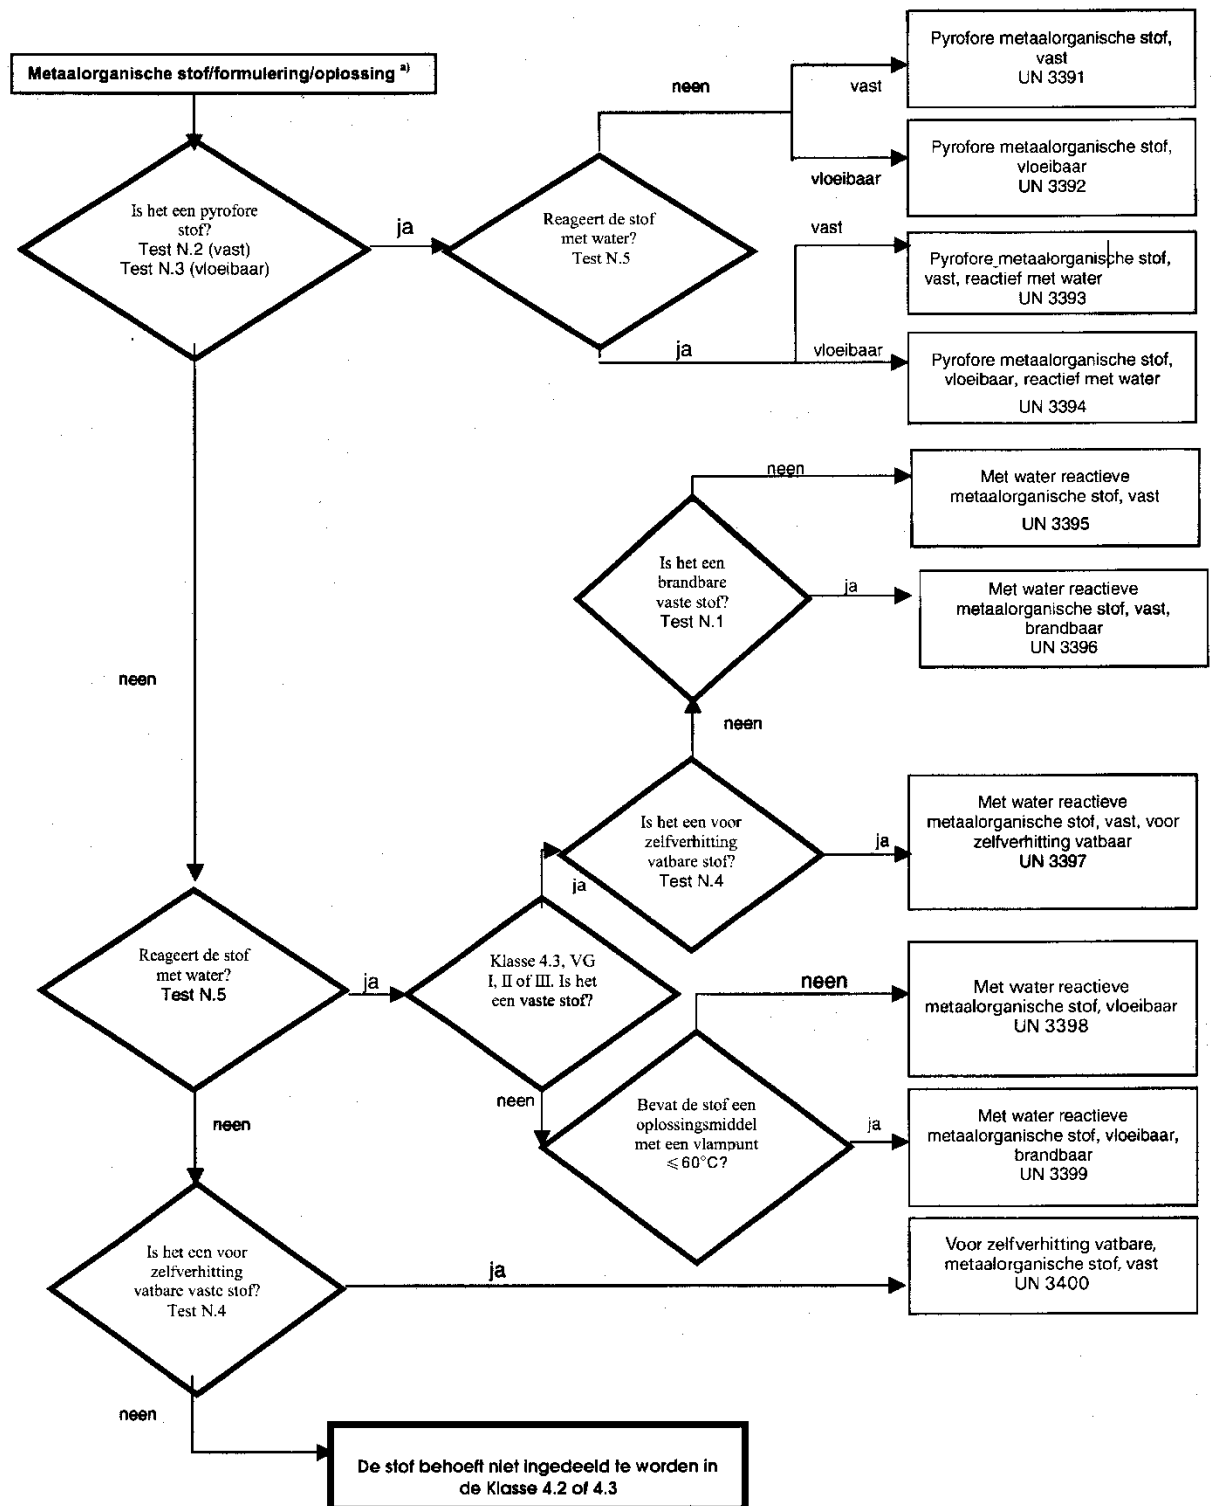 Metaalorganische stof/formulering/oplossing a)
Is het een pyrofore
stof?
Test N.2 (vast)
Test N.3 (vloeibaar)
ja
Reageert de stof
met water?
Test N.5
neen
vast
Pyrofore metaalorganische stof,
vast
UN 3391
vloeibaar
Pyrofore metaalorganische stof,
vloeibaar
UN 3392
vast
Pyrofore metaalorganische stof,
vast, reactief met water
UN 3393
ja
vloeibaar
Pyrofore metaalorganische stof,
vloeibaar, reactief met water
UN 3394
neen
Met water reactieve
metaalorganische stof, vast
UN 3395
Is het een
brandbare
vaste stof?
Test N.1
ja
Met water reactieve
metaalorganische stof, vast,
brandbaar
UN 3396
neen
neen
Is het een voor
zelfverhitting
vatbare stof?
Test N.4
ja
Met water reactieve
metaalorganische stof, vast, voor
zelfverhitting vatbaar
UN 3397
ja
Reageert de stof
met water?
Test N.5
ja
Klasse 4.3, VG
I, II of III. Is het
een vaste stof?
neen
Met water reactieve
metaalorganische stof, vloeibaar
UN 3398
neen
Bevat de stof een
oplossingsmiddel
met een vlampunt
⩽ 60°C?
ja
Met water reactieve
metaalorganische stof, vloeibaar,
brandbaar
UN 3399
neen
Is het een voor
zelfverhitting
vatbare vaste stof?
Test N.4
ja
Voor zelfverhitting vatbare,
metaalorganische stof, vast
UN 3400
neen
De stof behoeft niet ingedeeld te worden in
de Klasse 4.2 of 4.3